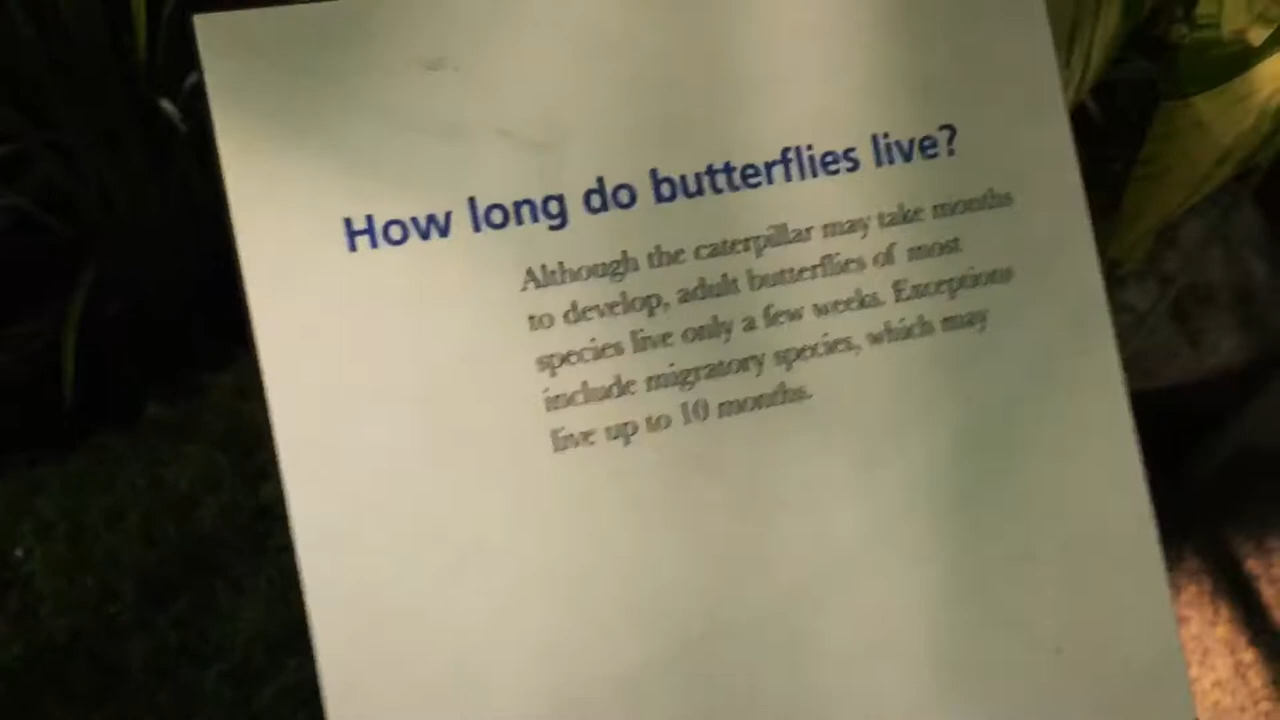 How long do butterflies live?
Although the caterpillar may take months
to develop, adult butterflies of most
species live only a few weeks. Exceptions
include migratory species, which may
live up to 10 months.